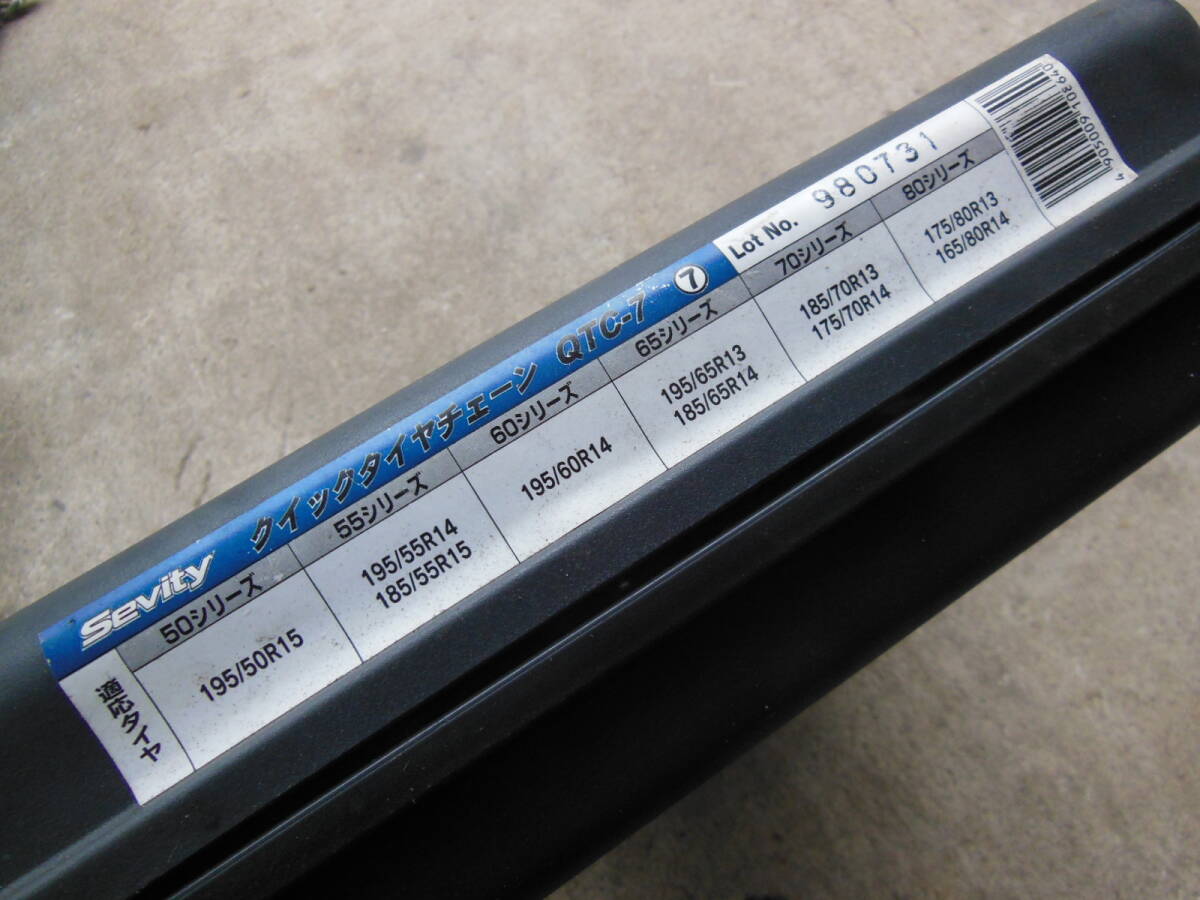 Sevity クイックタイヤチェーン QTC-7 ⑦ Lot No. 980731
適応タイヤ
50シリーズ
195/50R15
55シリーズ
195/55R14
185/55R15
60シリーズ
195/60R14
65シリーズ
195/65R13
185/65R14
70シリーズ
185/70R13
175/70R14
80シリーズ
175/80R13
165/80R14
4905009108640